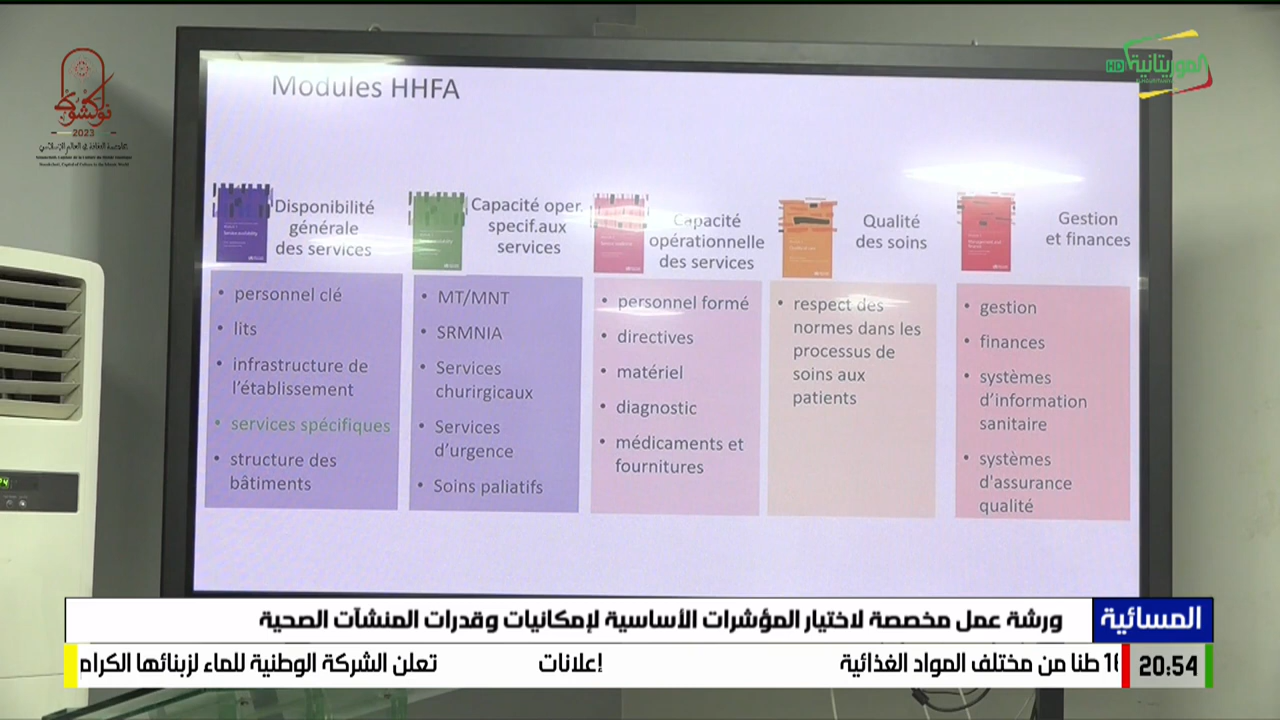 نواكشوط
2023
الموريتانية
HD
Modules HHFA
Disponibilité
générale
des services
Capacité oper.
specif.aux
services
Capacité
opérationnelle
des services
Qualité
des soins
Gestion
et finances
• personnel clé
• lits
• infrastructure de
l’établissement
• services spécifiques
• structure des
bâtiments
• MT/MNT
• SRMNIA
• Services
churirgicaux
• Services
d’urgence
• Soins paliatifs
• personnel formé
• directives
• matériel
• diagnostic
• médicaments et
fournitures
• respect des
normes dans les
processus de
soins aux
patients
• gestion
• finances
• systèmes
d’information
sanitaire
• systèmes
d'assurance
qualité
المسائية
ورشة عمل مخصصة لاختيار المؤشرات الأساسية لإمكانيات وقدرات المنشآت الصحية
20:54
طنا من مختلف المواد الغذائية إعلانات تعلن الشركة الوطنية للماء لزبنائها الكرام